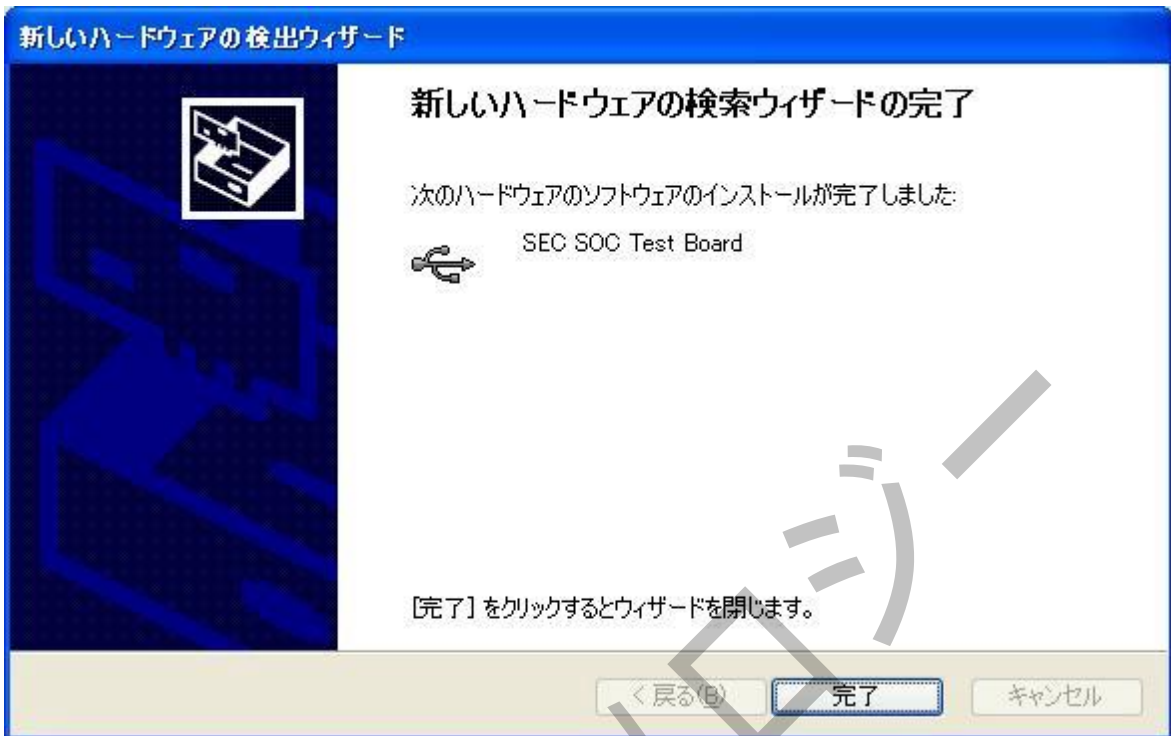 新しいハードウェアの検出ウィザード
新しいハードウェアの検索ウィザードの完了
次のハードウェアのソフトウェアのインストールが完了しました:
SEC SOC Test Board
[完了] をクリックするとウィザードを閉じます。
< 戻る(B) 完了 キャンセル
ロジー